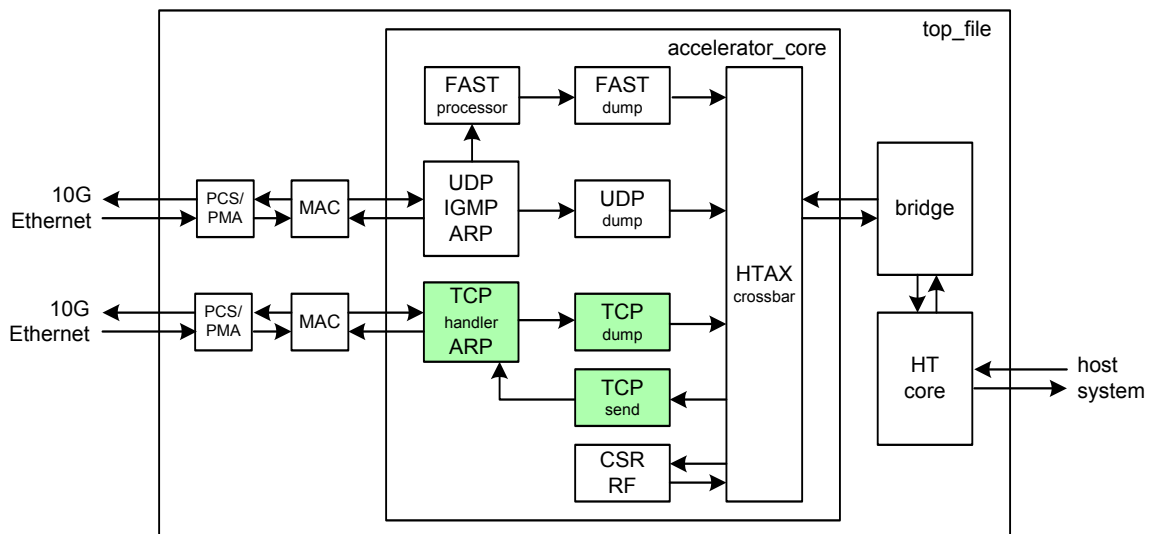 top_file
accelerator_core
FAST
processor
FAST
dump
10G
Ethernet
PCS/
PMA
MAC
UDP
IGMP
ARP
UDP
dump
HTAX
crossbar
bridge
10G
Ethernet
PCS/
PMA
MAC
TCP
handler
ARP
TCP
dump
TCP
send
CSR
RF
HT
core
host
system